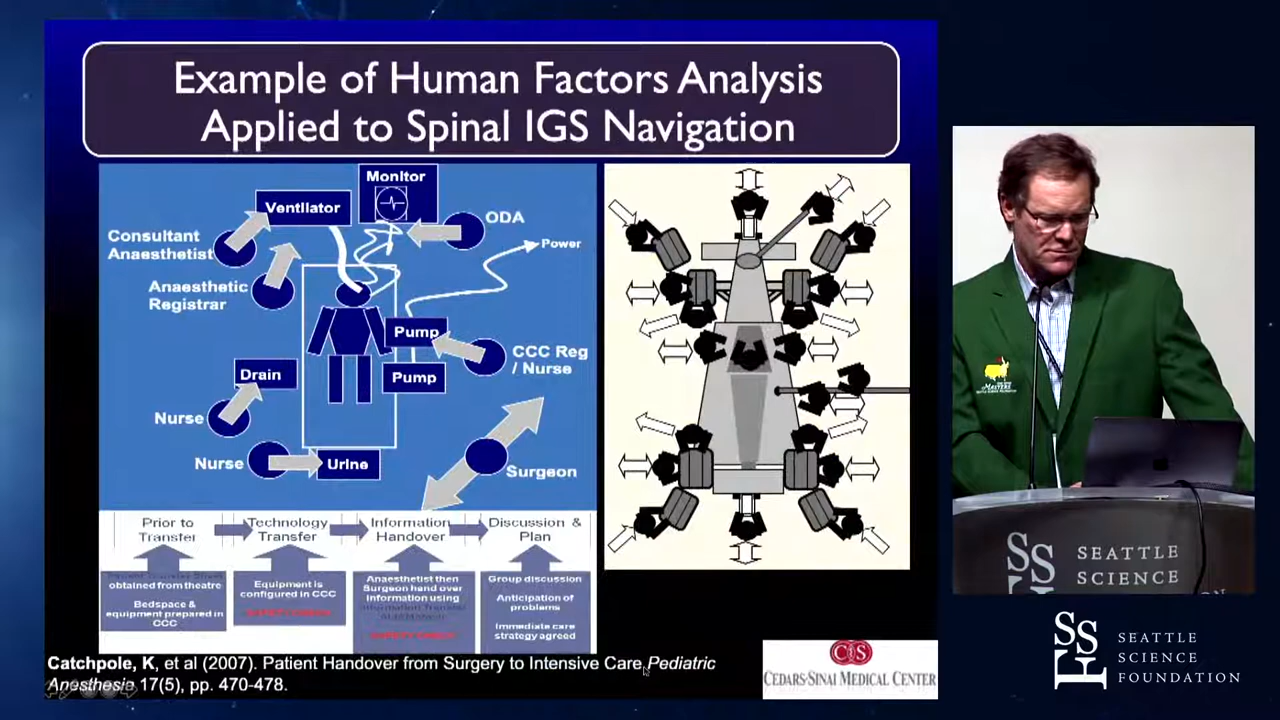 Example of Human Factors Analysis
Applied to Spinal IGS Navigation
Monitor
Ventilator
ODA
Consultant
Anaesthetist
Power
Anaesthetic
Registrar
Pump
CCC Reg
/ Nurse
Drain
Pump
Nurse
Nurse
Urine
Surgeon
Prior to
Transfer
Technology
Transfer
Information
Handover
Discussion &
Plan
obtained from theatre
Bedspace &
equipment prepared in
CCC
Equipment is
configured in CCC
Anaesthetist then
Surgeon hand over
information using
Group discussion
Anticipation of
problems
Immediate care
strategy agreed
Catchpole, K, et al (2007). Patient Handover from Surgery to Intensive Care, Pediatric
Anesthesia 17(5), pp. 470-478.
CEDARS-SINAI MEDICAL CENTER
Masters
SEATTLE
SCIENCE
SEATTLE
SCIENCE
FOUNDATION